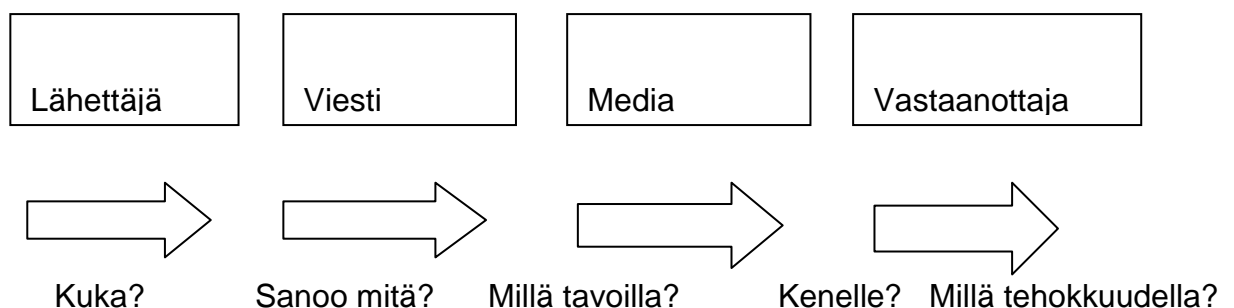 Lähettäjä Viesti Media Vastaanottaja
Kuka? Sanoo mitä? Millä tavoilla? Kenelle? Millä tehokkuudella?